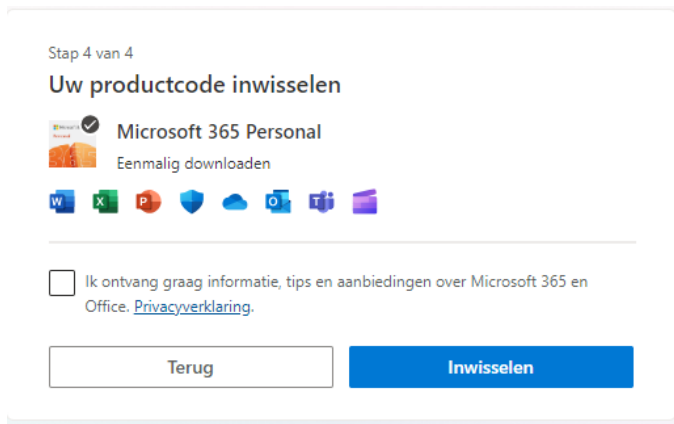 Stap 4 van 4
Uw productcode inwisselen
Microsoft 365 Personal
Eenmalig downloaden
Ik ontvang graag informatie, tips en aanbiedingen over Microsoft 365 en
Office. Privacyverklaring.
Terug
Inwisselen